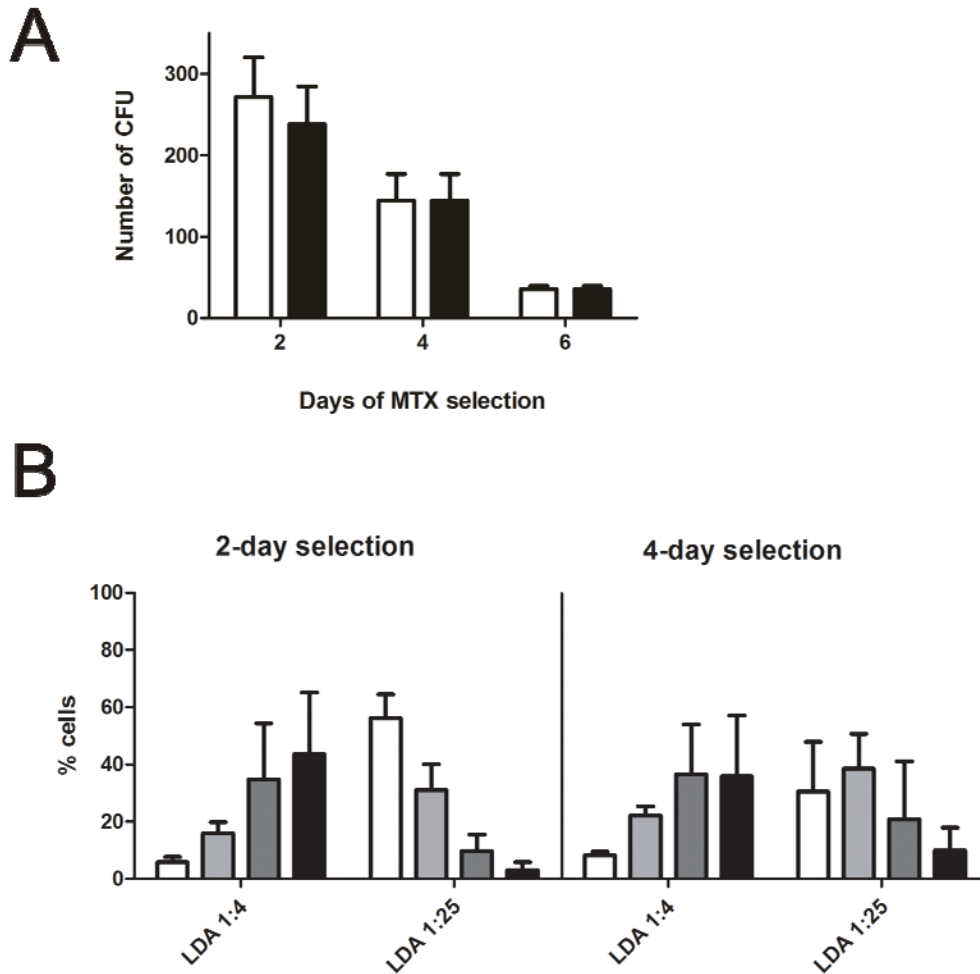 A
Number of CFU
300
200
100
0
2 4 6
Days of MTX selection
B
2-day selection 4-day selection
% cells
100
80
60
40
20
0
LDA 1:4 LDA 1:25 LDA 1:4 LDA 1:25